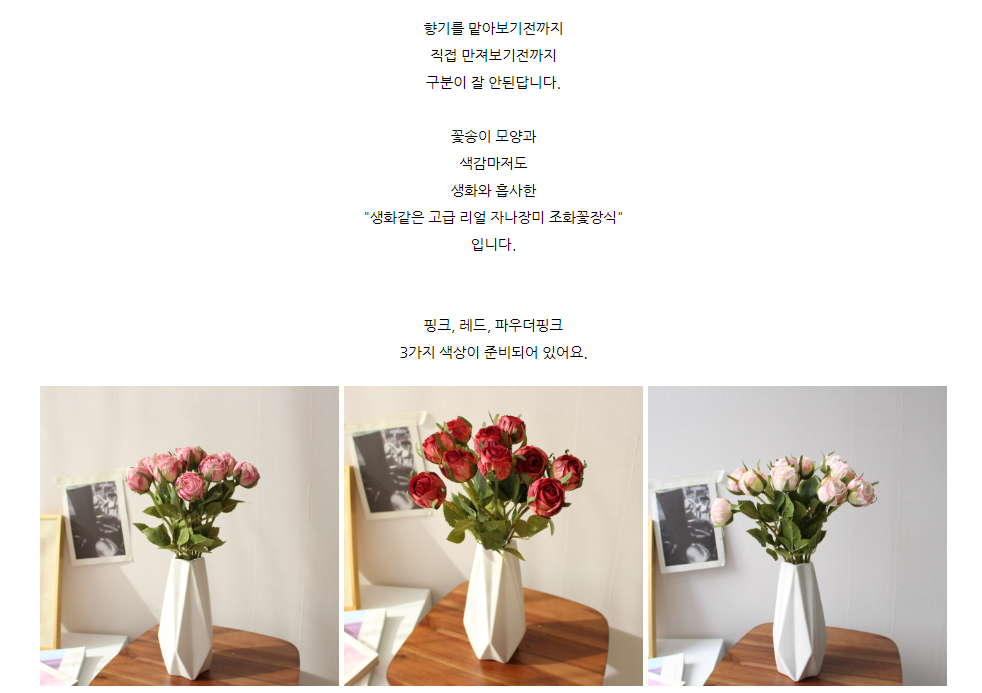 향기를 맡아보기전까지
직접 만져보기전까지
구분이 잘 안된답니다.
꽃송이 모양과
색감마저도
생화와 흡사한
"생화같은 고급 리얼 자나장미 조화꽃장식"
입니다.
핑크, 레드, 파우더핑크
3가지 색상이 준비되어 있어요.